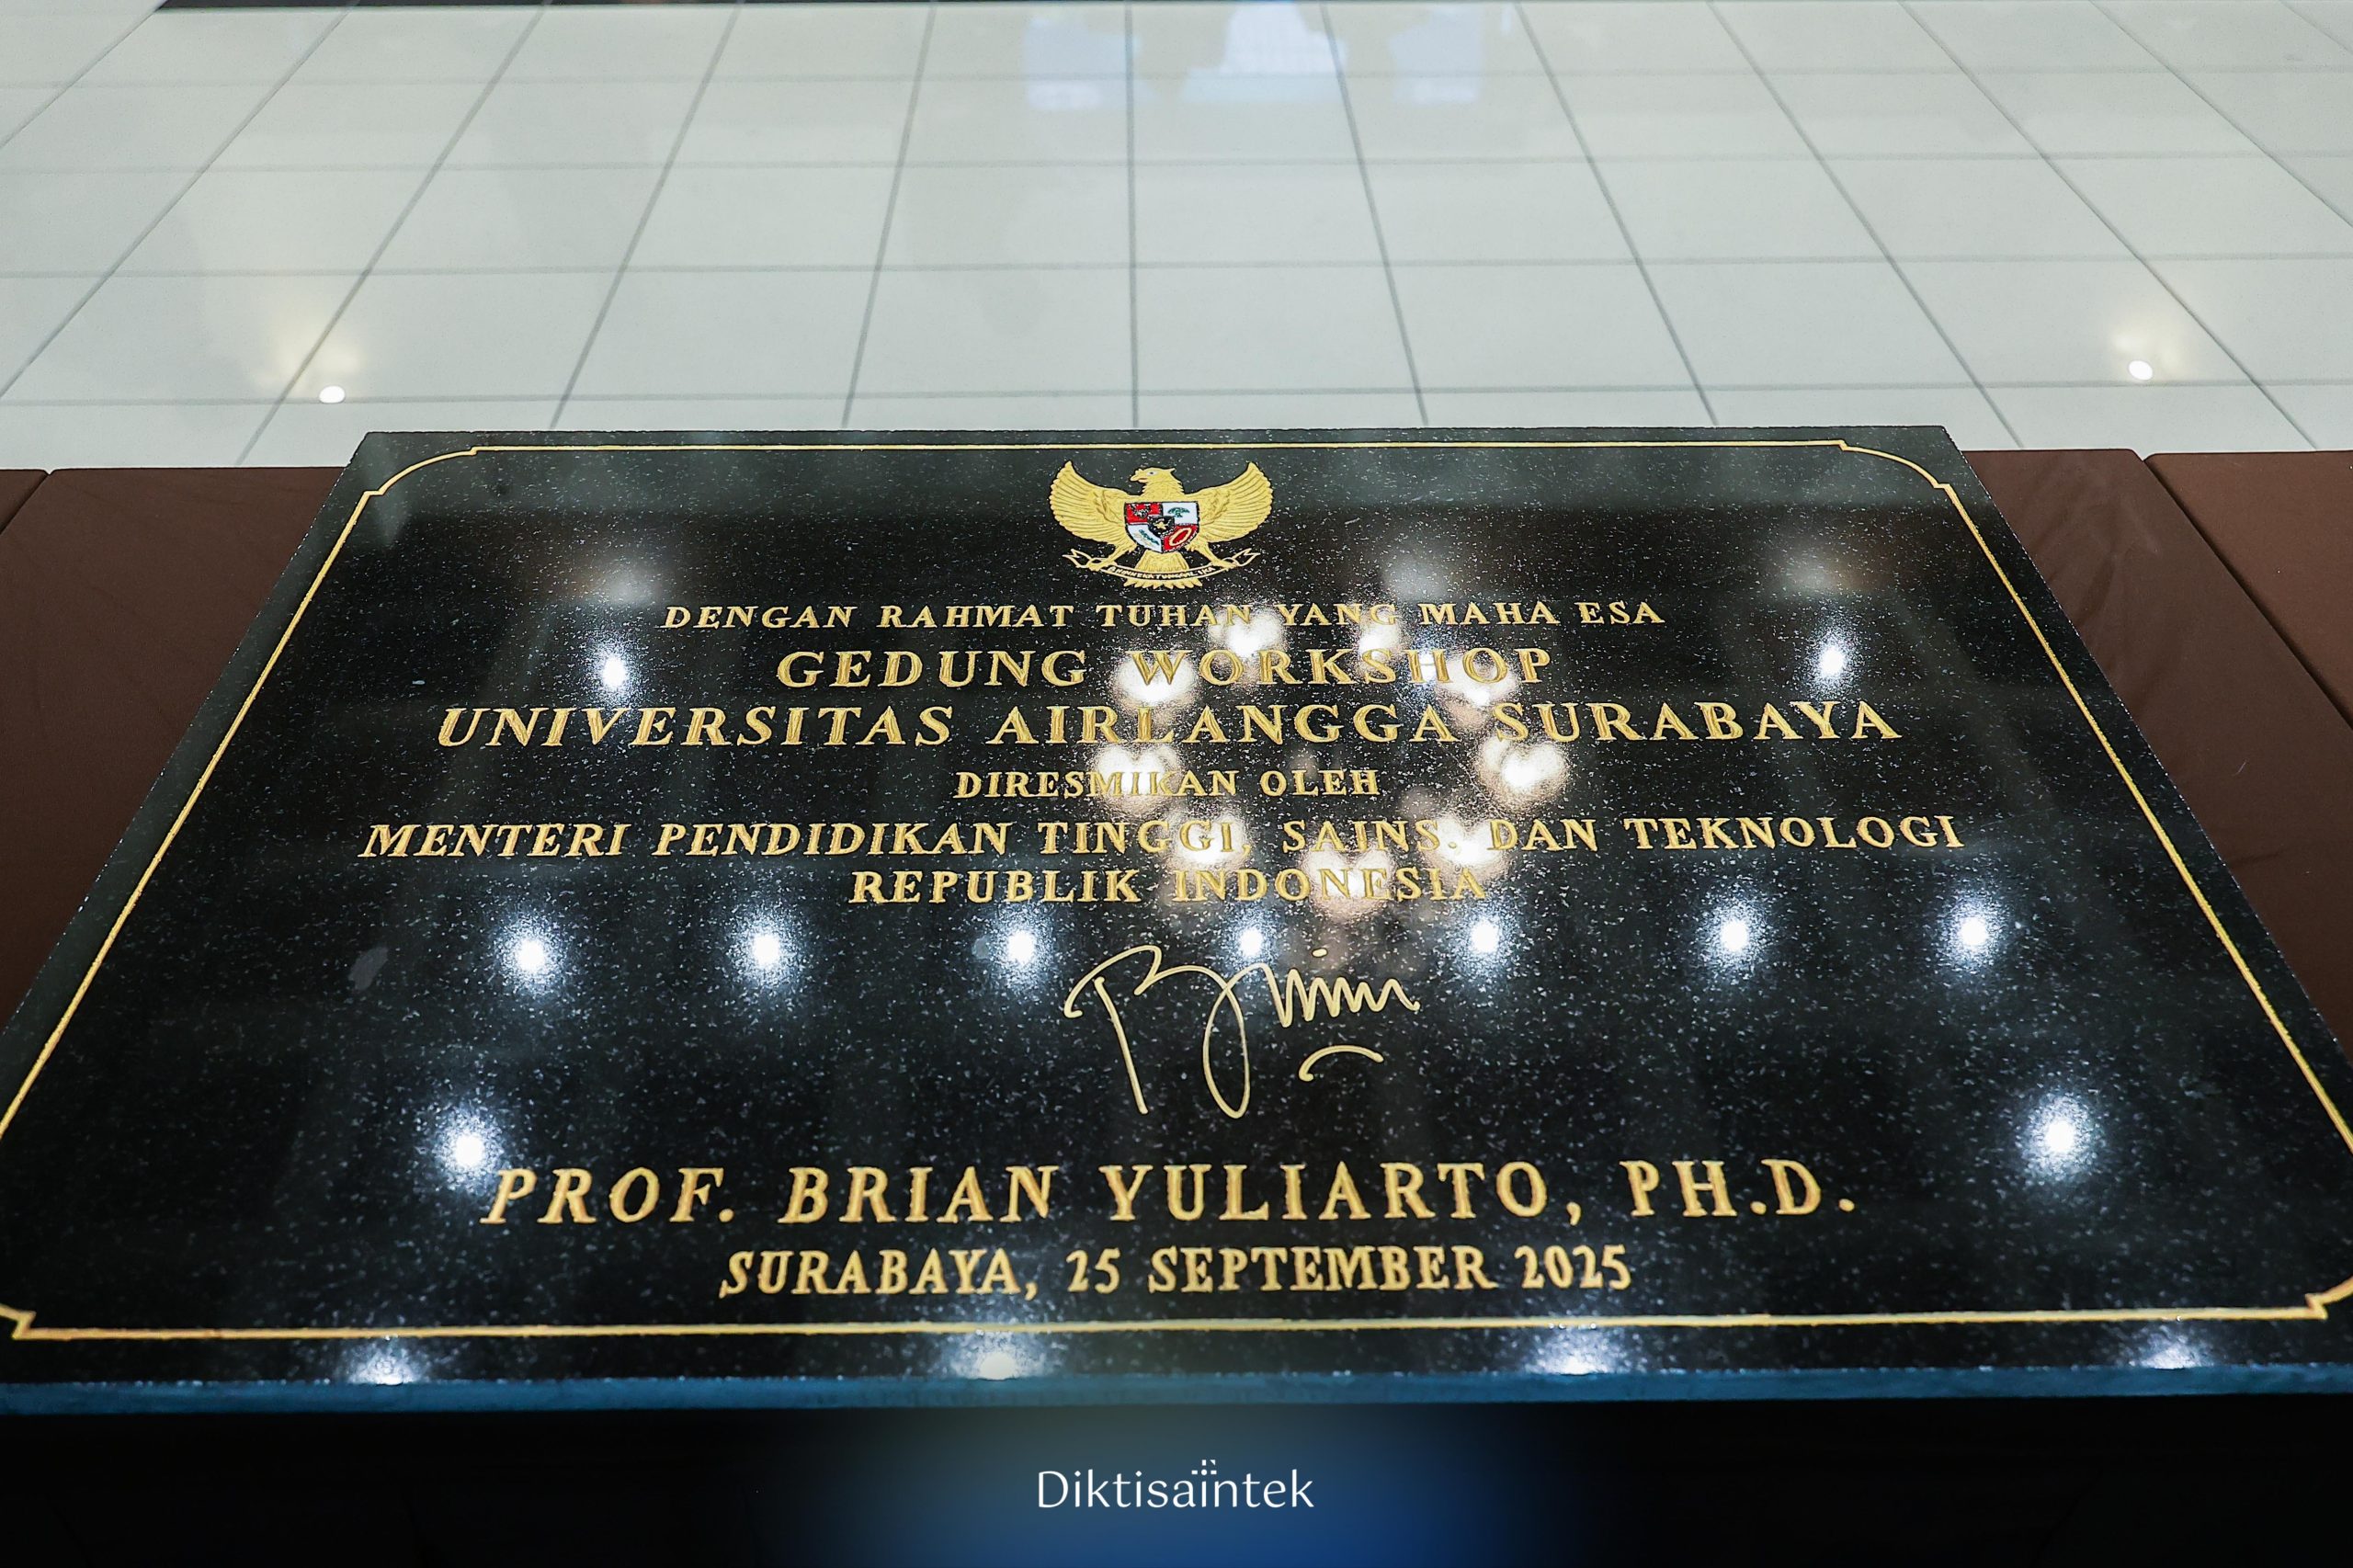 DENGAN RAHMAT TUHAN YANG MAHA ESA
GEDUNG WORKSHOP
UNIVERSITAS AIRLANGGA SURABAYA
DIRESMIKAN OLEH
MENTERI PENDIDIKAN TINGGI, SAINS, DAN TEKNOLOGI
REPUBLIK INDONESIA
PROF. BRIAN YULIARTO, PH.D.
SURABAYA, 25 SEPTEMBER 2025
Diktisaintek